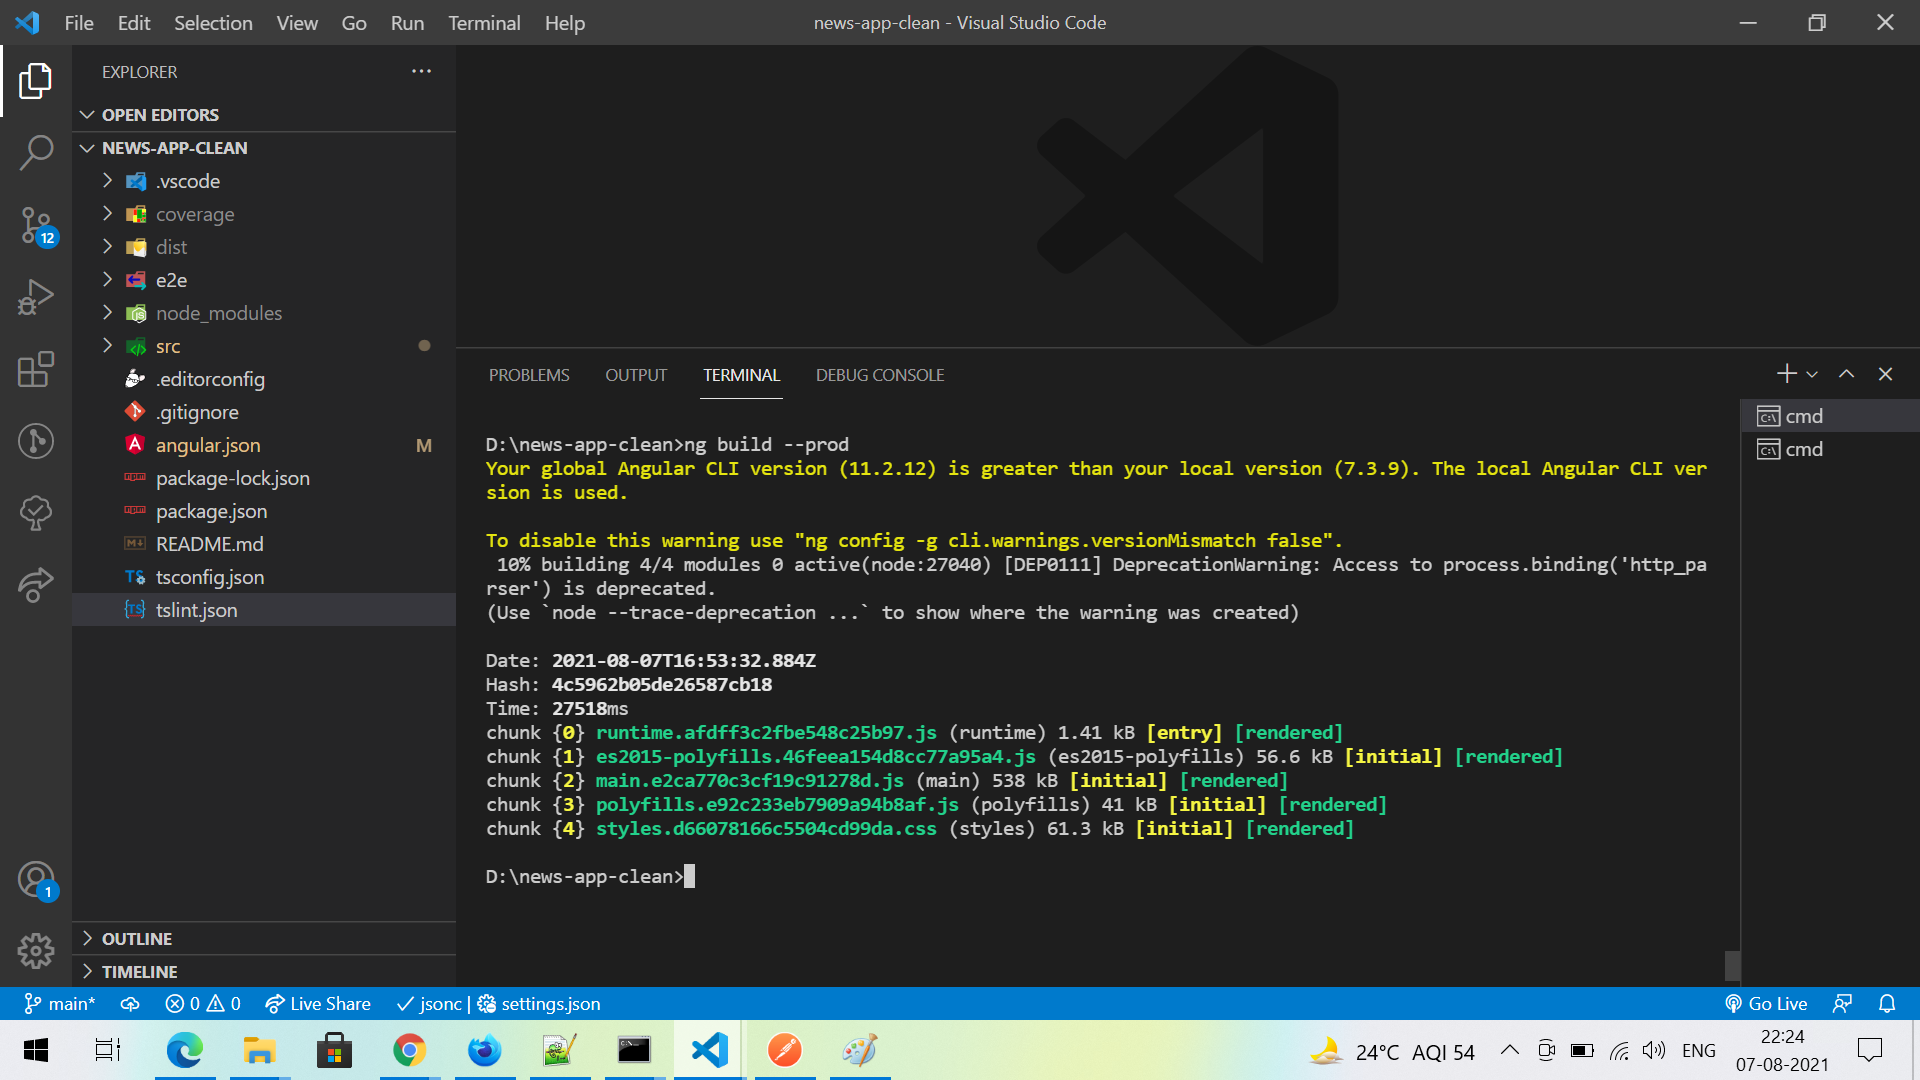 File Edit Selection View Go Run Terminal Help
news-app-clean - Visual Studio Code
EXPLORER
OPEN EDITORS
NEWS-APP-CLEAN
.vscode
coverage
dist
e2e
node_modules
src
.editorconfig
.gitignore
angular.json M
package-lock.json
package.json
README.md
tsconfig.json
tslint.json
OUTLINE
TIMELINE
12
1
PROBLEMS OUTPUT TERMINAL DEBUG CONSOLE
cmd
cmd
D:\news-app-clean>ng build --prod
Your global Angular CLI version (11.2.12) is greater than your local version (7.3.9). The local Angular CLI ver
sion is used.
To disable this warning use "ng config -g cli.warnings.versionMismatch false".
10% building 4/4 modules 0 active(node:27040) [DEP0111] DeprecationWarning: Access to process.binding('http_pa
rser') is deprecated.
(Use `node --trace-deprecation ...` to show where the warning was created)
Date: 2021-08-07T16:53:32.884Z
Hash: 4c5962b05de26587cb18
Time: 27518ms
chunk {0} runtime.afdff3c2fbe548c25b97.js (runtime) 1.41 kB [entry] [rendered]
chunk {1} es2015-polyfills.46feea154d8cc77a95a4.js (es2015-polyfills) 56.6 kB [initial] [rendered]
chunk {2} main.e2ca770c3cf19c91278d.js (main) 538 kB [initial] [rendered]
chunk {3} polyfills.e92c233eb7909a94b8af.js (polyfills) 41 kB [initial] [rendered]
chunk {4} styles.d66078166c5504cd99da.css (styles) 61.3 kB [initial] [rendered]
D:\news-app-clean>
main* 0 0 Live Share jsonc | settings.json Go Live
24°C AQI 54 ENG
22:24
07-08-2021